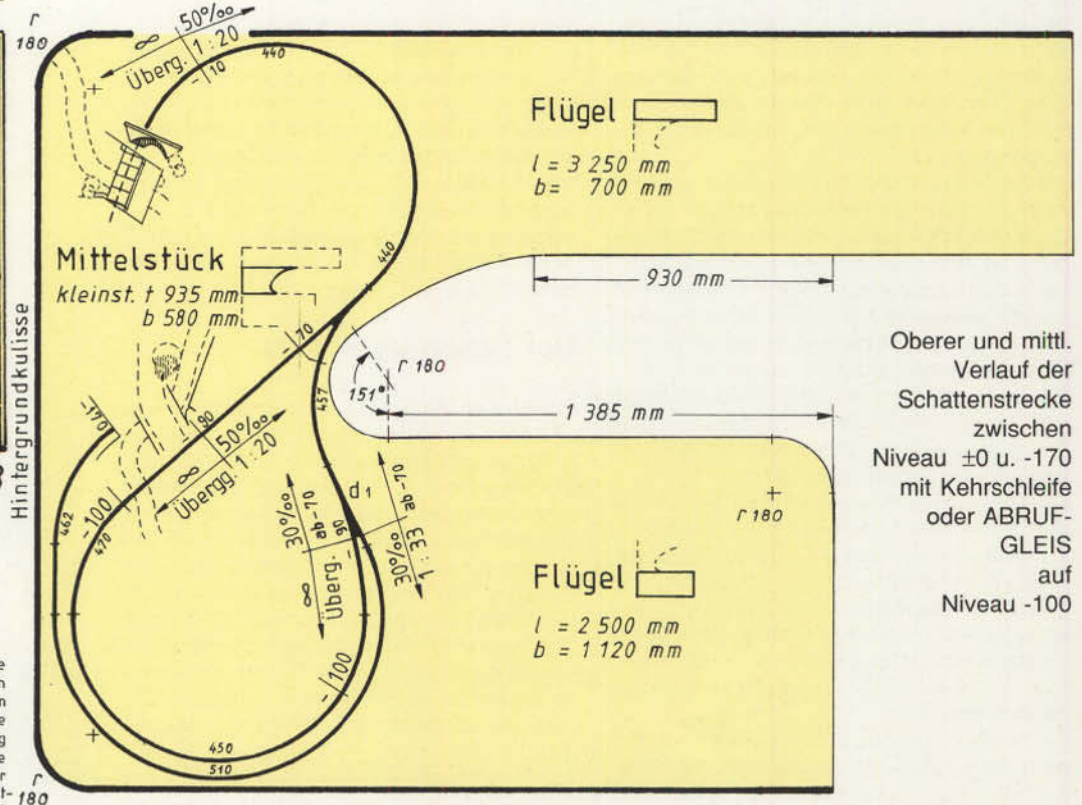 r
180
50‰
∞
Überg. 1:20
-10
440
Flügel
l = 3 250 mm
b = 700 mm
Mittelstück
kleinst. t 935 mm
b 580 mm
440
930 mm
-70
r 180
151°
1 385 mm
457
Hintergrundkulisse
-170
90
50‰
∞
Übergg. 1:20
-100
462
470
30‰
ab -70
90
∞
Überg.
d1
30‰
1:33
ab -70
r 180
Oberer und mittl.
Verlauf der
Schattenstrecke
zwischen
Niveau ±0 u. -170
mit Kehrschleife
oder ABRUF-
GLEIS
auf
Niveau -100
Flügel
l = 2 500 mm
b = 1 120 mm
-100
450
510
r
180
e
n
n
e
g
e
r
t-